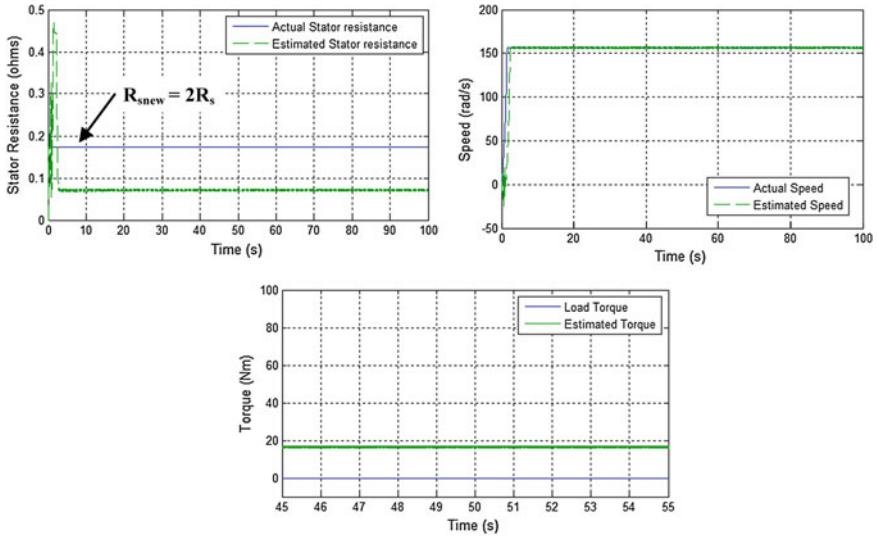 0.5
0.4
0.3
0.2
0.1
0
Stator Resistance (ohms)
Actual Stator resistance
Estimated Stator resistance
Rsnew = 2Rs
0 10 20 30 40 50 60 70 80 90 100
Time (s)
200
150
100
50
0
-50
Speed (rad/s)
Actual Speed
Estimated Speed
0 20 40 60 80 100
Time (s)
100
80
60
40
20
0
Torque (Nm)
Load Torque
Estimated Torque
45 46 47 48 49 50 51 52 53 54 55
Time (s)